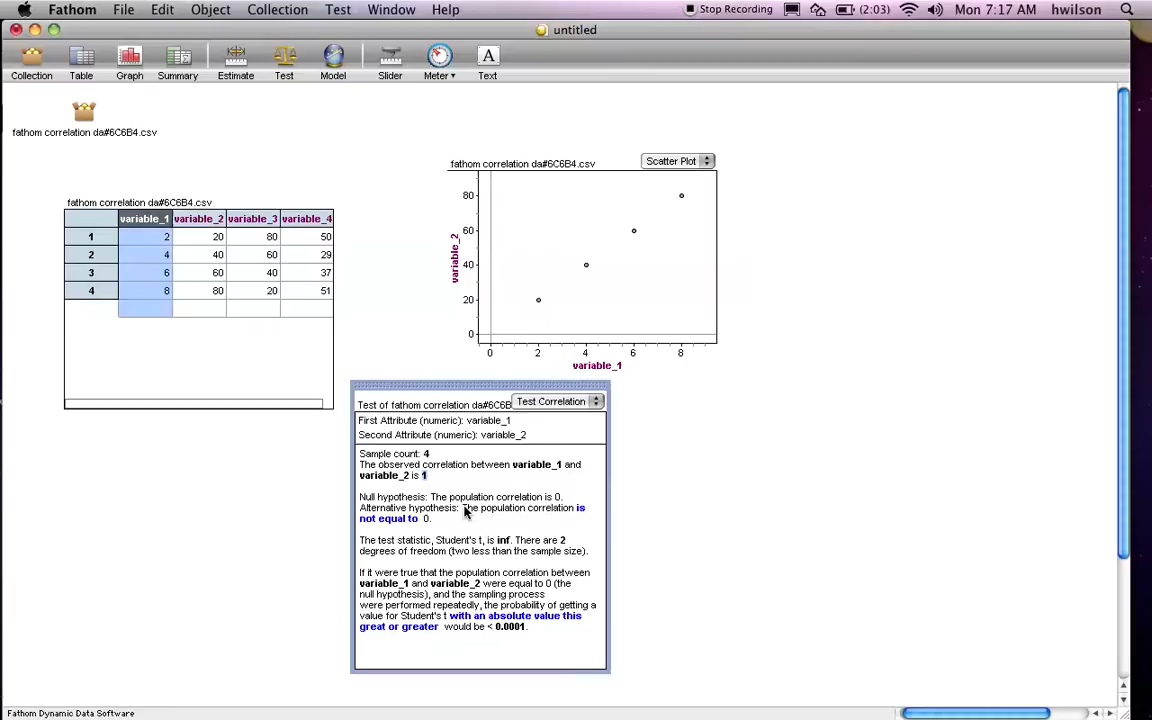 Fathom File Edit Object Collection Test Window Help Stop Recording (2:03) Mon 7:17 AM hwilson
untitled
Collection Table Graph Summary Estimate Test Model Slider Meter Text
A
fathom correlation da#6C6B4.csv
fathom correlation da#6C6B4.csv
variable_1 variable_2 variable_3 variable_4
1 2 20 80 50
2 4 40 60 29
3 6 60 40 37
4 8 80 20 51
fathom correlation da#6C6B4.csv Scatter Plot
80
60
40
20
0
variable_2
0 2 4 6 8
variable_1
Test of fathom correlation da#6C6B Test Correlation
First Attribute (numeric): variable_1
Second Attribute (numeric): variable_2
Sample count: 4
The observed correlation between variable_1 and
variable_2 is 1
Null hypothesis: The population correlation is 0.
Alternative hypothesis: The population correlation is
not equal to 0.
The test statistic, Student's t, is inf. There are 2
degrees of freedom (two less than the sample size).
If it were true that the population correlation between
variable_1 and variable_2 were equal to 0 (the
null hypothesis), and the sampling process
were performed repeatedly, the probability of getting a
value for Student's t with an absolute value this
great or greater would be < 0.0001.
Fathom Dynamic Data Software